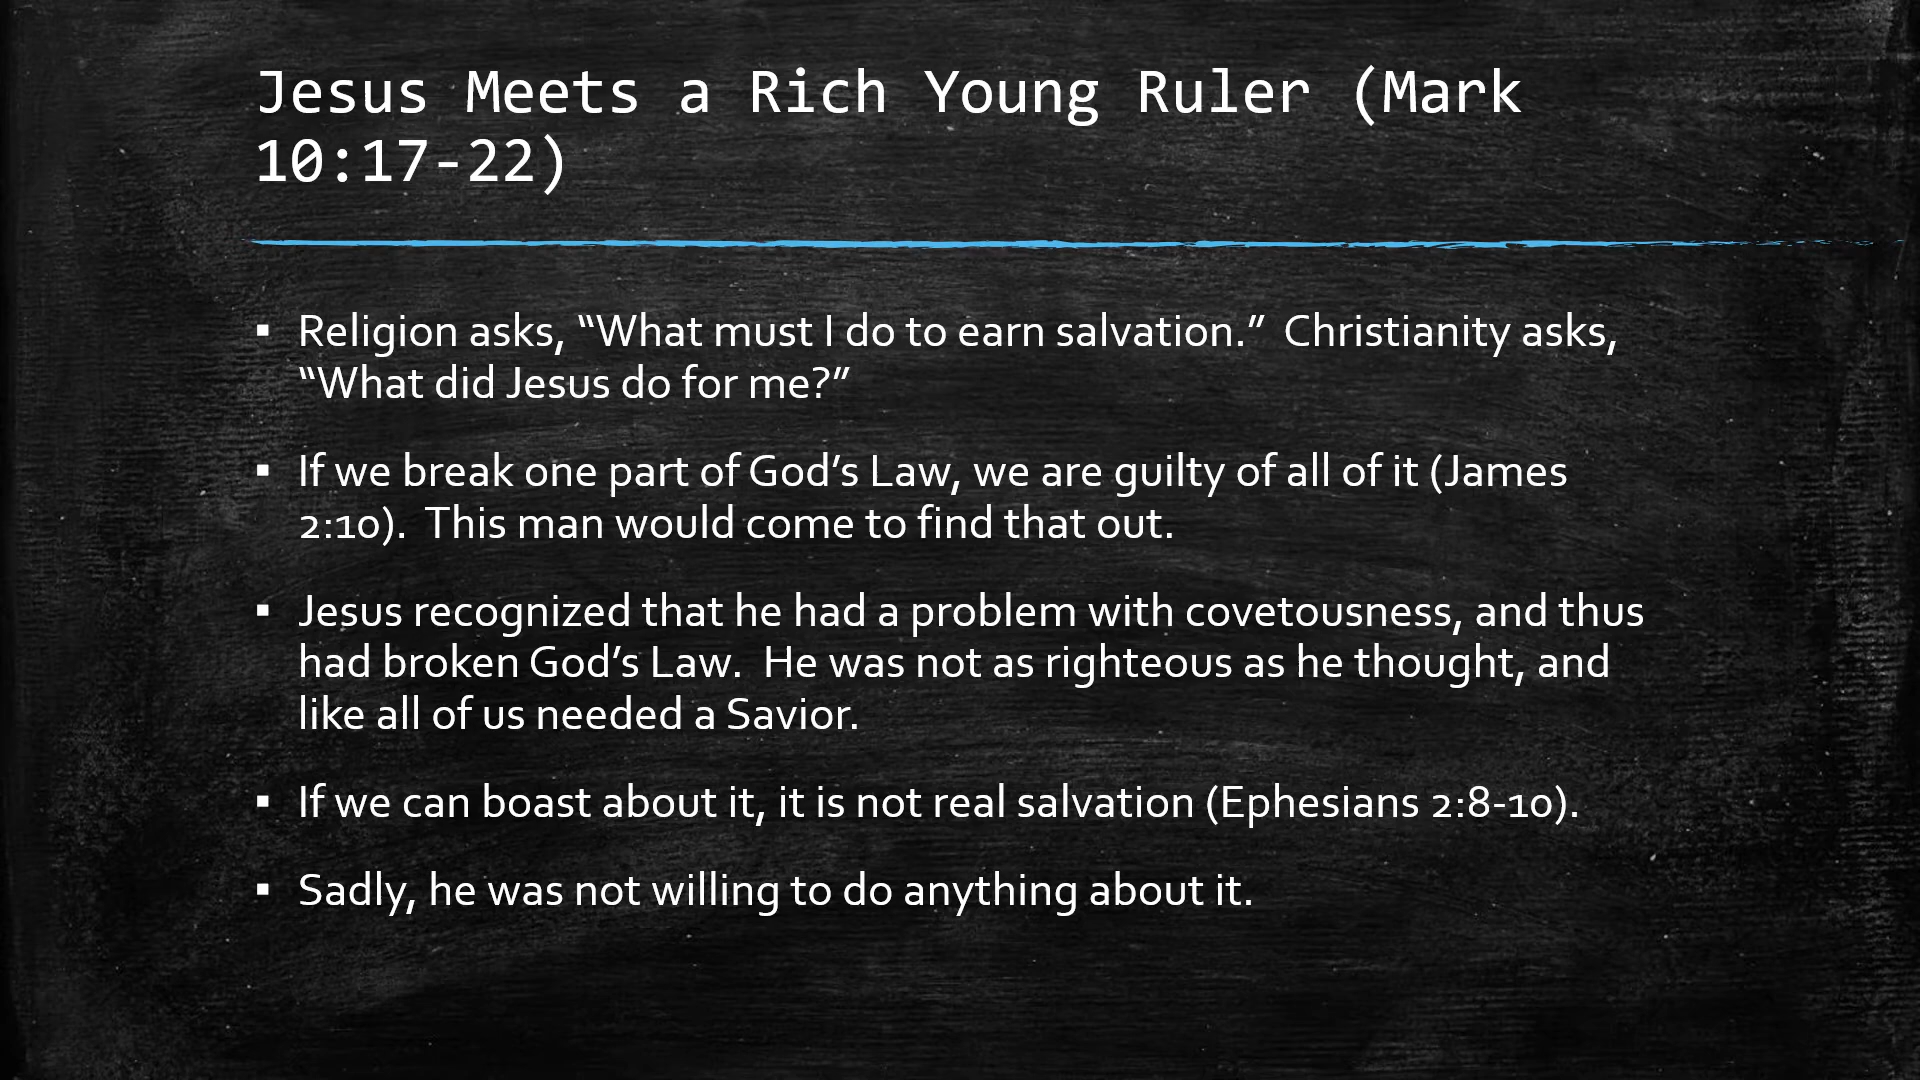 Jesus Meets a Rich Young Ruler (Mark
10:17-22)
▪ Religion asks, “What must I do to earn salvation.”  Christianity asks,
“What did Jesus do for me?”
▪ If we break one part of God’s Law, we are guilty of all of it (James
2:10).  This man would come to find that out.
▪ Jesus recognized that he had a problem with covetousness, and thus
had broken God’s Law.  He was not as righteous as he thought, and
like all of us needed a Savior.
▪ If we can boast about it, it is not real salvation (Ephesians 2:8-10).
▪ Sadly, he was not willing to do anything about it.